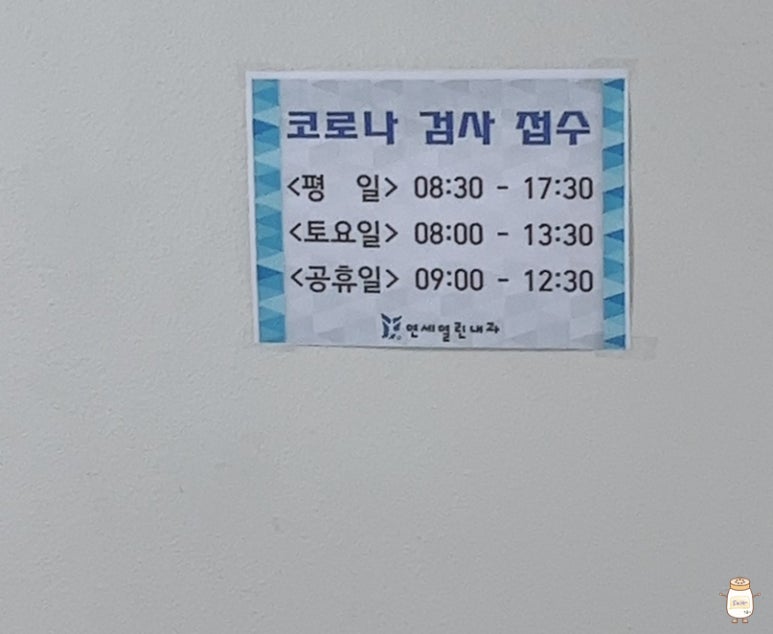 코로나 검사 접수
<평 일> 08:30 - 17:30
<토요일> 08:00 - 13:30
<공휴일> 09:00 - 12:30
연세열린내과